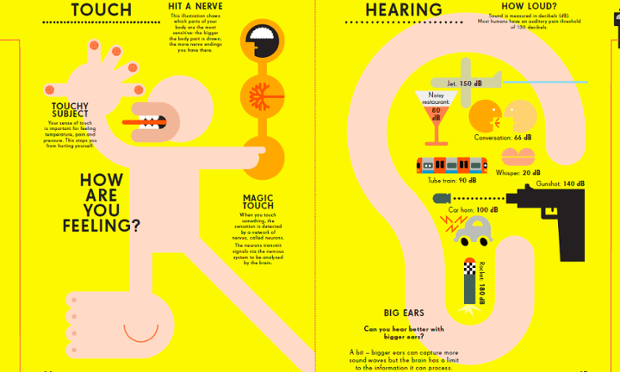 TOUCH
HIT A NERVE
This illustration shows
which parts of your
body are the most
sensitive–the bigger
the body part is drawn,
the more nerve endings
you have there.
TOUCHY
SUBJECT
Your sense of touch
is important for feeling
temperature, pain and
pressure. This stops you
from hurting yourself.
HOW
ARE
YOU
FEELING?
MAGIC
TOUCH
When you touch
something, the
sensation is detected
by a network of
nerves, called neurons.
The neurons transmit
signals via the nervous
system to be analysed
by the brain.
HEARING
HOW LOUD?
Sound is measured in decibels (dB).
Most humans have an auditory pain threshold
of 130 decibels.
Jet: 150 dB
Noisy
restaurant:
80
dB
Conversation: 66 dB
Whisper: 20 dB
Tube train: 90 dB
Gunshot: 140 dB
Car horn: 100 dB
Rocket: 180 dB
BIG EARS
Can you hear better with
bigger ears?
A bit – bigger ears can capture more
sound waves but the brain has a limit
to the information it can process.